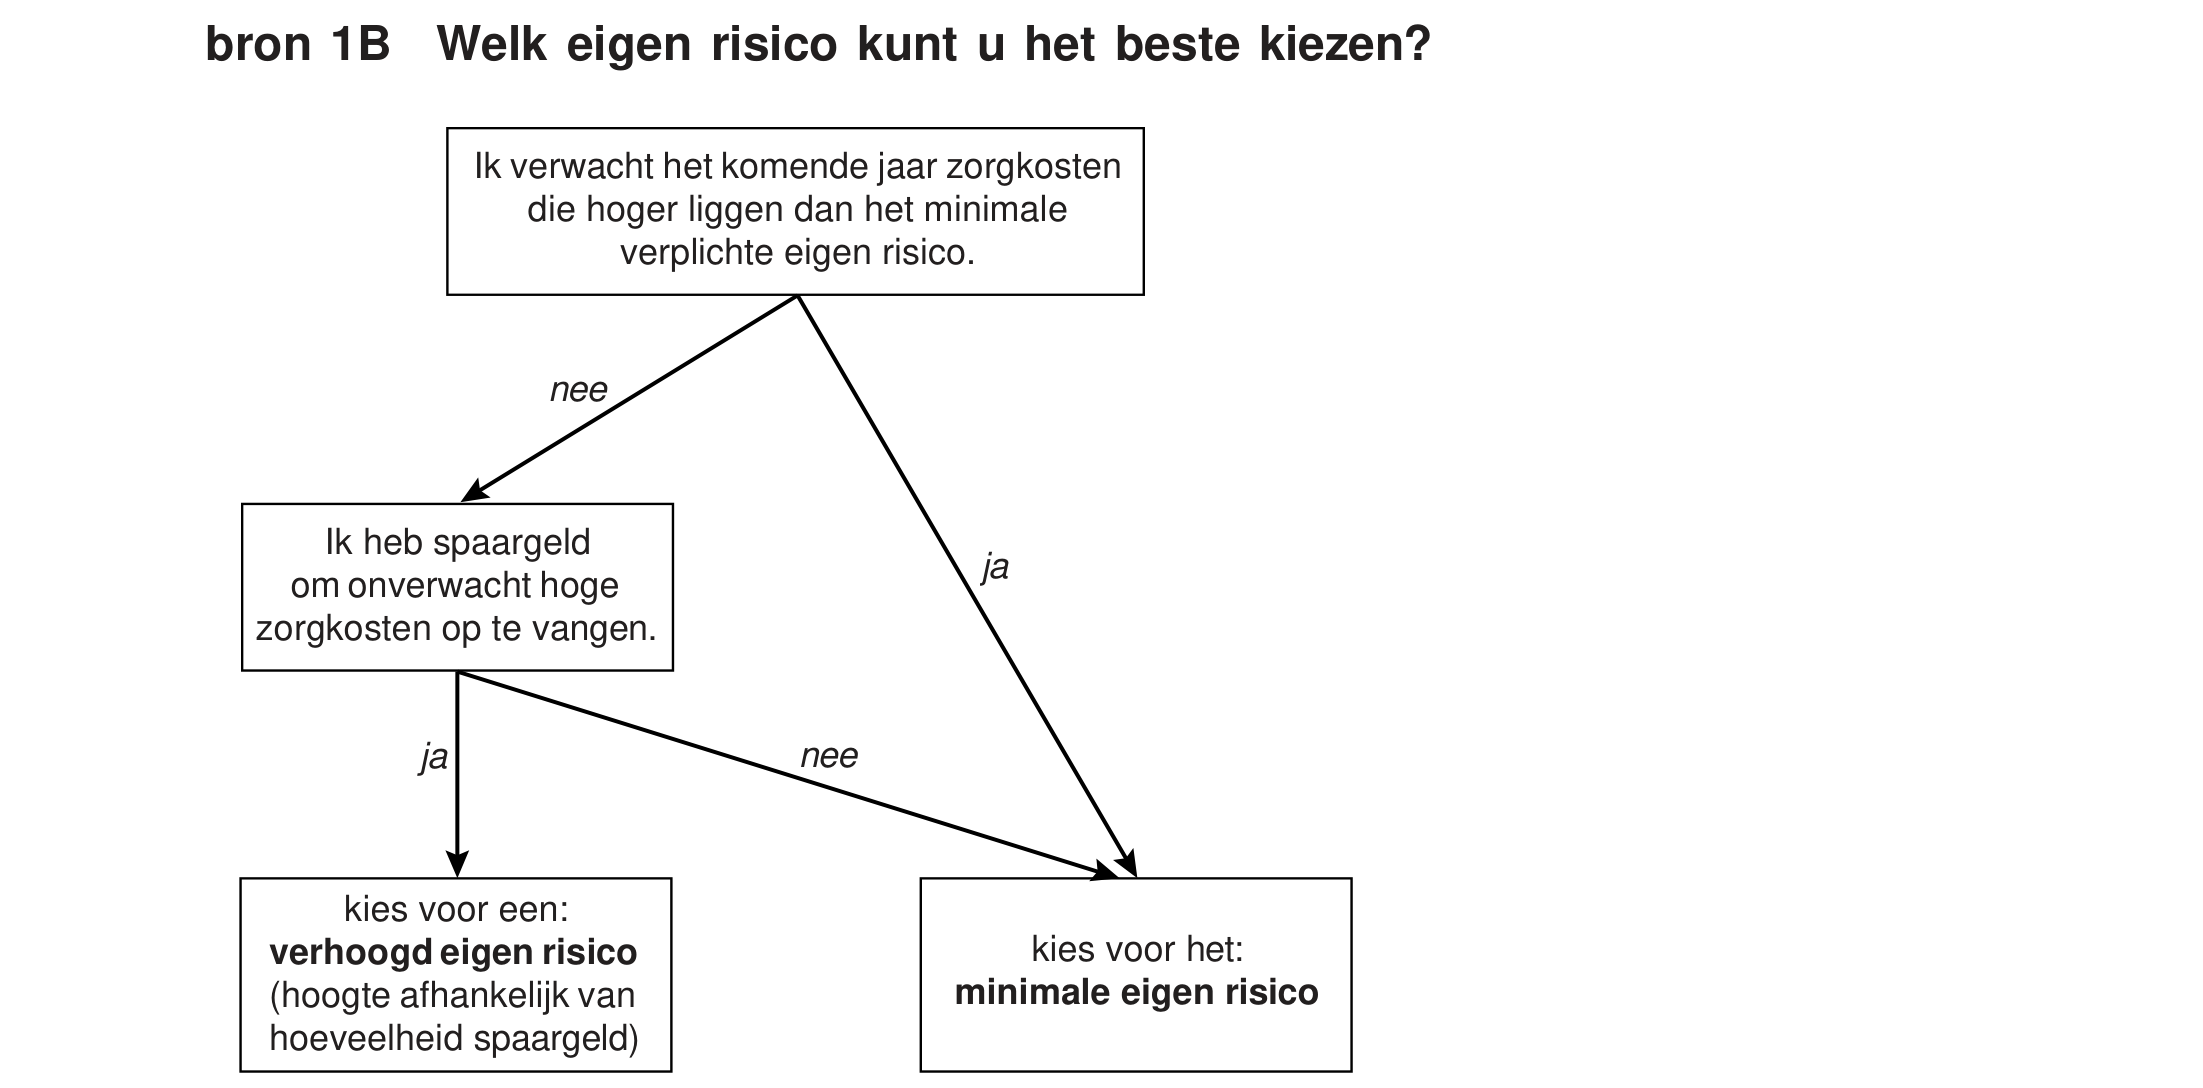 bron 1B Welk eigen risico kunt u het beste kiezen?
Ik verwacht het komende jaar zorgkosten
die hoger liggen dan het minimale
verplichte eigen risico.
nee
Ik heb spaargeld
om onverwacht hoge
zorgkosten op te vangen.
ja
ja
nee
kies voor een:
verhoogd eigen risico
(hoogte afhankelijk van
hoeveelheid spaargeld)
kies voor het:
minimale eigen risico